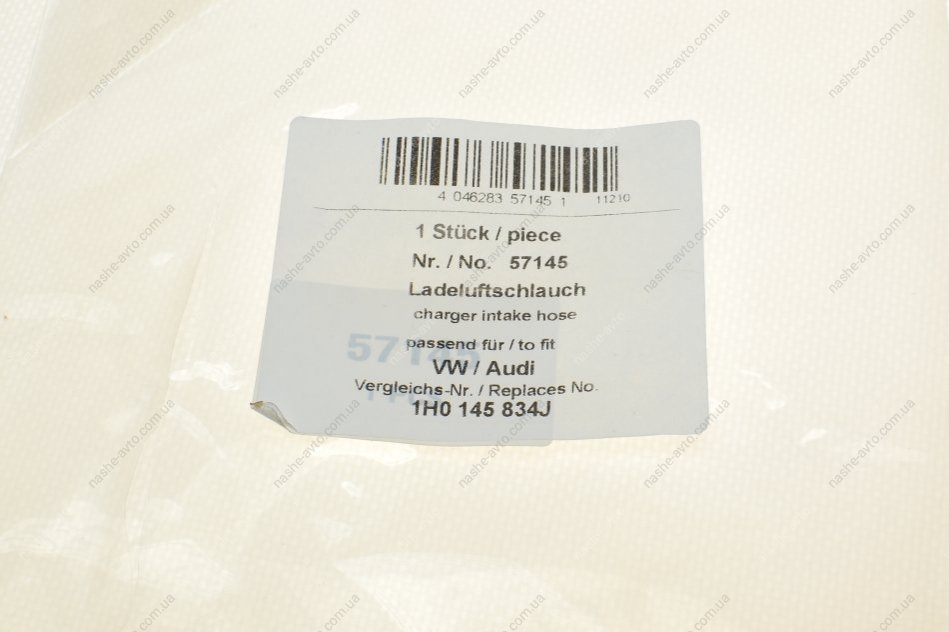 4 046283 57145 1 11210
1 Stück / piece
Nr. / No. 57145
Ladeluftschlauch
charger intake hose
passend für / to fit
57145
VW / Audi
Vergleichs-Nr. / Replaces No.
1H0 145 834J
nashe-avto.com.ua